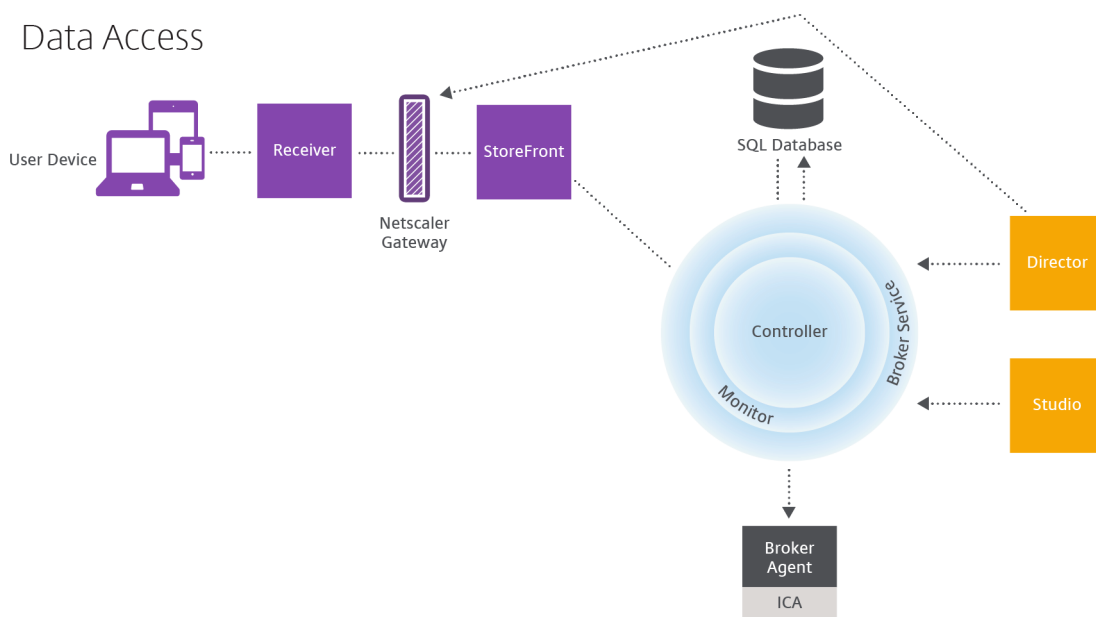 Data Access
User Device
Receiver
Netscaler
Gateway
StoreFront
SQL Database
Director
Controller
Broker Service
Monitor
Studio
Broker
Agent
ICA